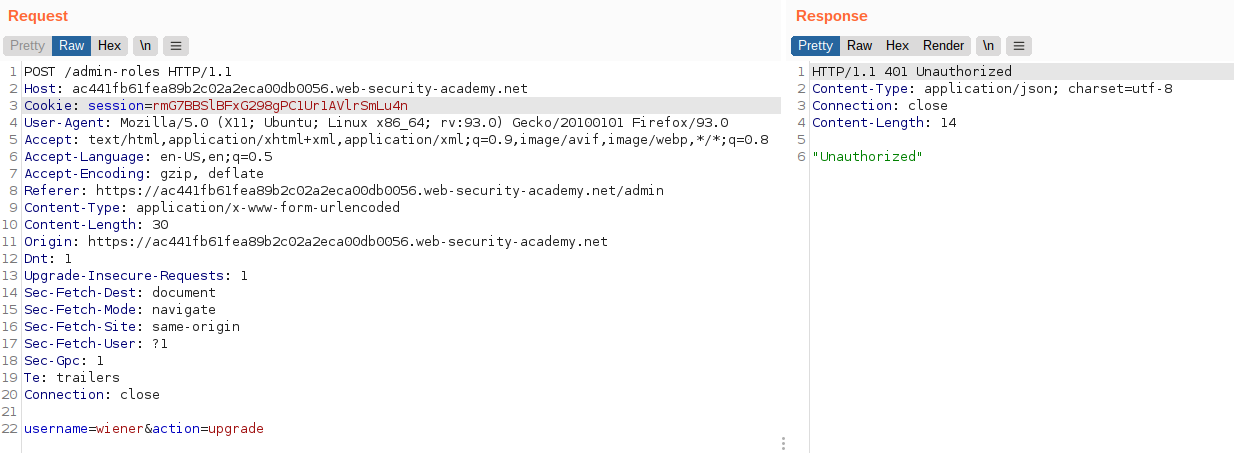 Request
Pretty Raw Hex \n
1 POST /admin-roles HTTP/1.1
2 Host: ac441fb61fea89b2c02a2eca00db0056.web-security-academy.net
3 Cookie: session=rmG7BBSlBFxG298gPC1Ur1AVlrSmLu4n
4 User-Agent: Mozilla/5.0 (X11; Ubuntu; Linux x86_64; rv:93.0) Gecko/20100101 Firefox/93.0
5 Accept: text/html,application/xhtml+xml,application/xml;q=0.9,image/avif,image/webp,*/*;q=0.8
6 Accept-Language: en-US,en;q=0.5
7 Accept-Encoding: gzip, deflate
8 Referer: https://ac441fb61fea89b2c02a2eca00db0056.web-security-academy.net/admin
9 Content-Type: application/x-www-form-urlencoded
10 Content-Length: 30
11 Origin: https://ac441fb61fea89b2c02a2eca00db0056.web-security-academy.net
12 Dnt: 1
13 Upgrade-Insecure-Requests: 1
14 Sec-Fetch-Dest: document
15 Sec-Fetch-Mode: navigate
16 Sec-Fetch-Site: same-origin
17 Sec-Fetch-User: ?1
18 Sec-Gpc: 1
19 Te: trailers
20 Connection: close
21
22 username=wiener&action=upgrade
Response
Pretty Raw Hex Render \n
1 HTTP/1.1 401 Unauthorized
2 Content-Type: application/json; charset=utf-8
3 Connection: close
4 Content-Length: 14
5
6 "Unauthorized"